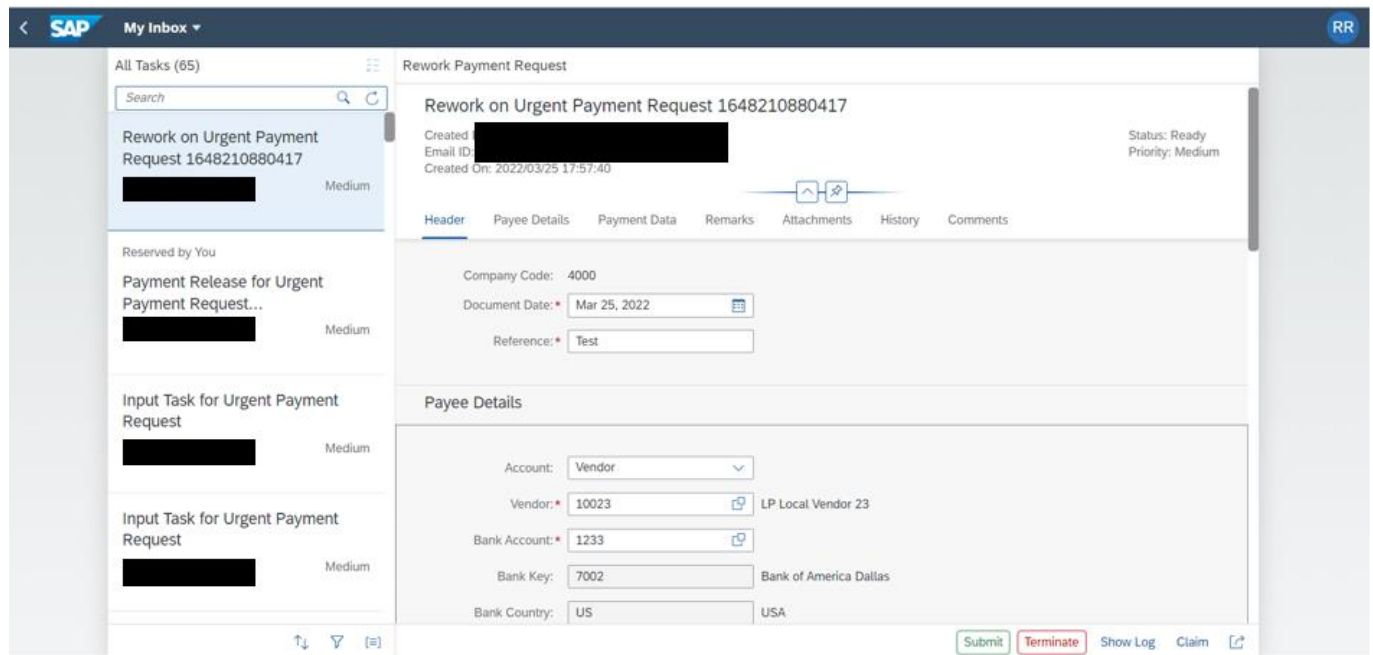 SAP My Inbox
RR
All Tasks (65)
Search
Rework on Urgent Payment
Request 1648210880417
Medium
Reserved by You
Payment Release for Urgent
Payment Request...
Medium
Input Task for Urgent Payment
Request
Medium
Input Task for Urgent Payment
Request
Medium
Rework Payment Request
Rework on Urgent Payment Request 1648210880417
Created
Email ID:
Created On: 2022/03/25 17:57:40
Status: Ready
Priority: Medium
Header Payee Details Payment Data Remarks Attachments History Comments
Company Code: 4000
Document Date:* Mar 25, 2022
Reference:* Test
Payee Details
Account: Vendor
Vendor:* 10023 LP Local Vendor 23
Bank Account:* 1233
Bank Key: 7002 Bank of America Dallas
Bank Country: US USA
Submit Terminate Show Log Claim